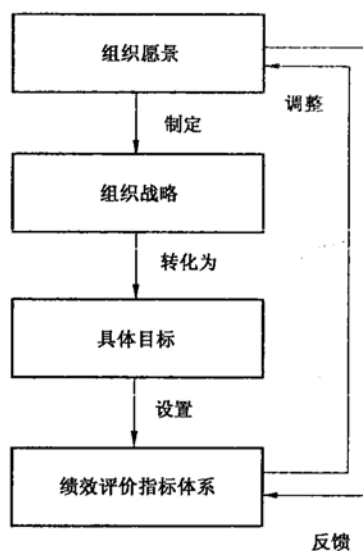 组织愿景
调整
制定
组织战略
转化为
具体目标
设置
绩效评价指标体系
反馈